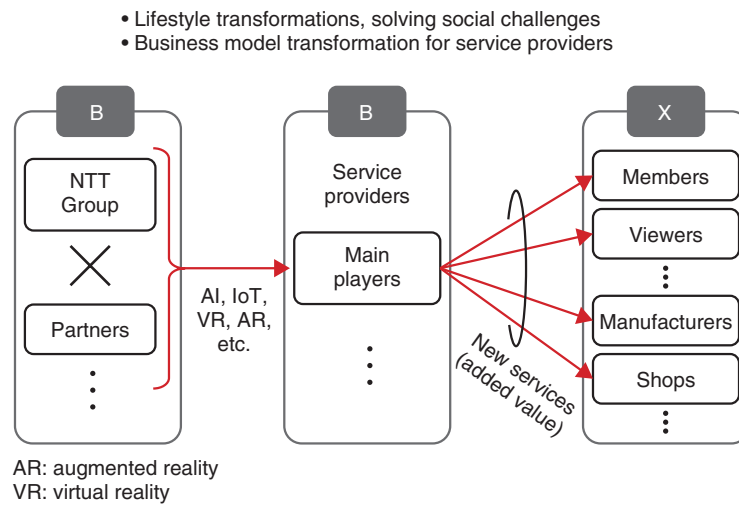 • Lifestyle transformations, solving social challenges
• Business model transformation for service providers
B
NTT
Group
Partners
AI, IoT,
VR, AR,
etc.
B
Service
providers
Main
players
New services
(added value)
X
Members
Viewers
Manufacturers
Shops
AR: augmented reality
VR: virtual reality